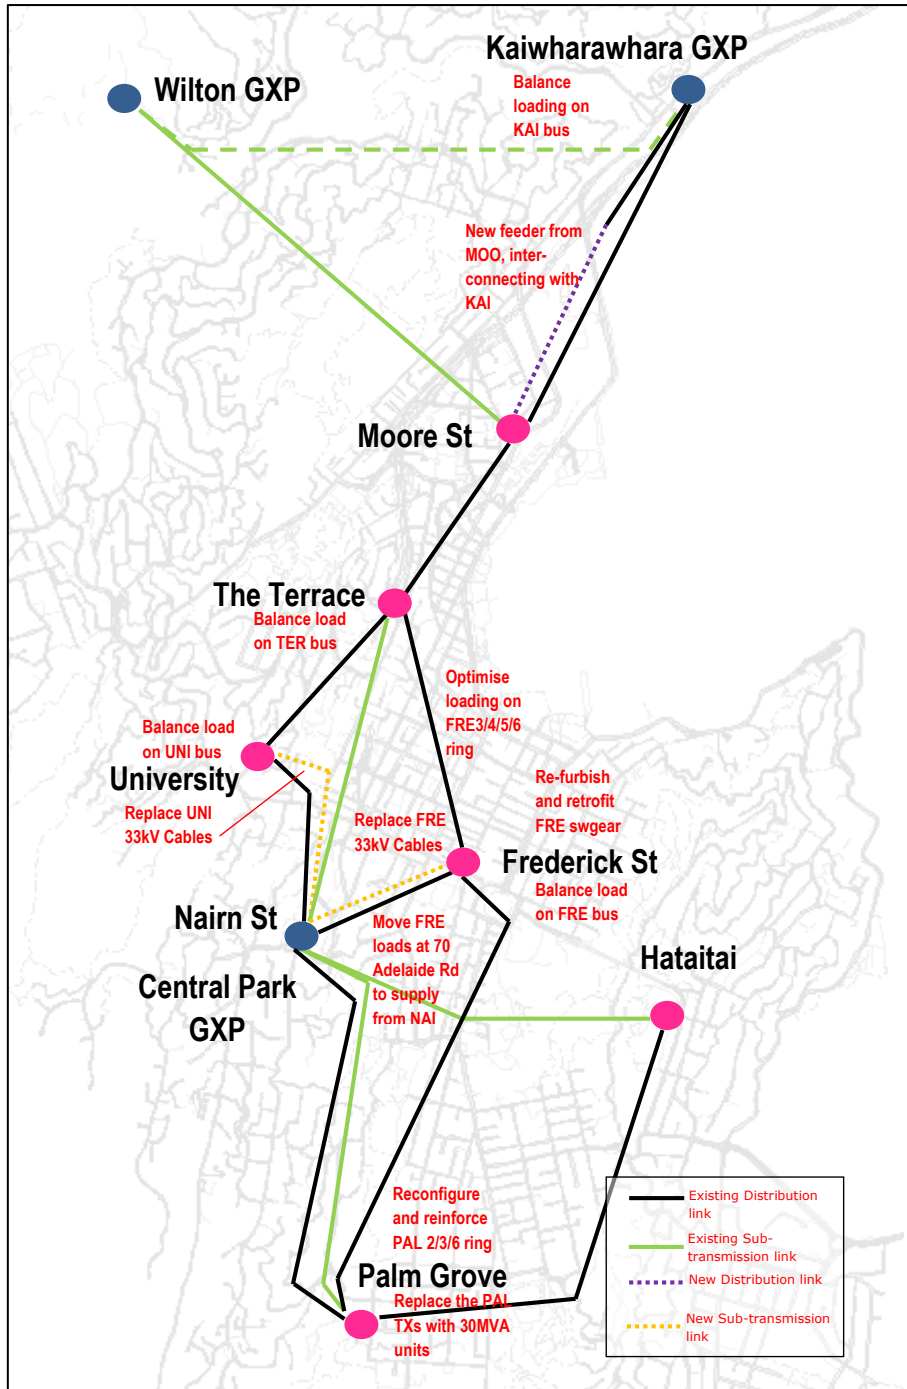 Kaiwharawhara GXP
Wilton GXP
Balance
loading on
KAI bus
New feeder from
MOO, inter-
connecting with
KAI
Moore St
The Terrace
Balance load
on TER bus
Optimise
loading on
FRE3/4/5/6
ring
Balance load
on UNI bus
University
Replace UNI
33kV Cables
Re-furbish
and retrofit
FRE swgear
Replace FRE
33kV Cables
Frederick St
Balance load
on FRE bus
Nairn St
Move FRE
loads at 70
Adelaide Rd
to supply
from NAI
Hataitai
Central Park
GXP
Reconfigure
and reinforce
PAL 2/3/6 ring
Palm Grove
Replace the PAL
TXs with 30MVA
units
Existing Distribution
link
Existing Sub-
transmission link
New Distribution link
New Sub-transmission
link